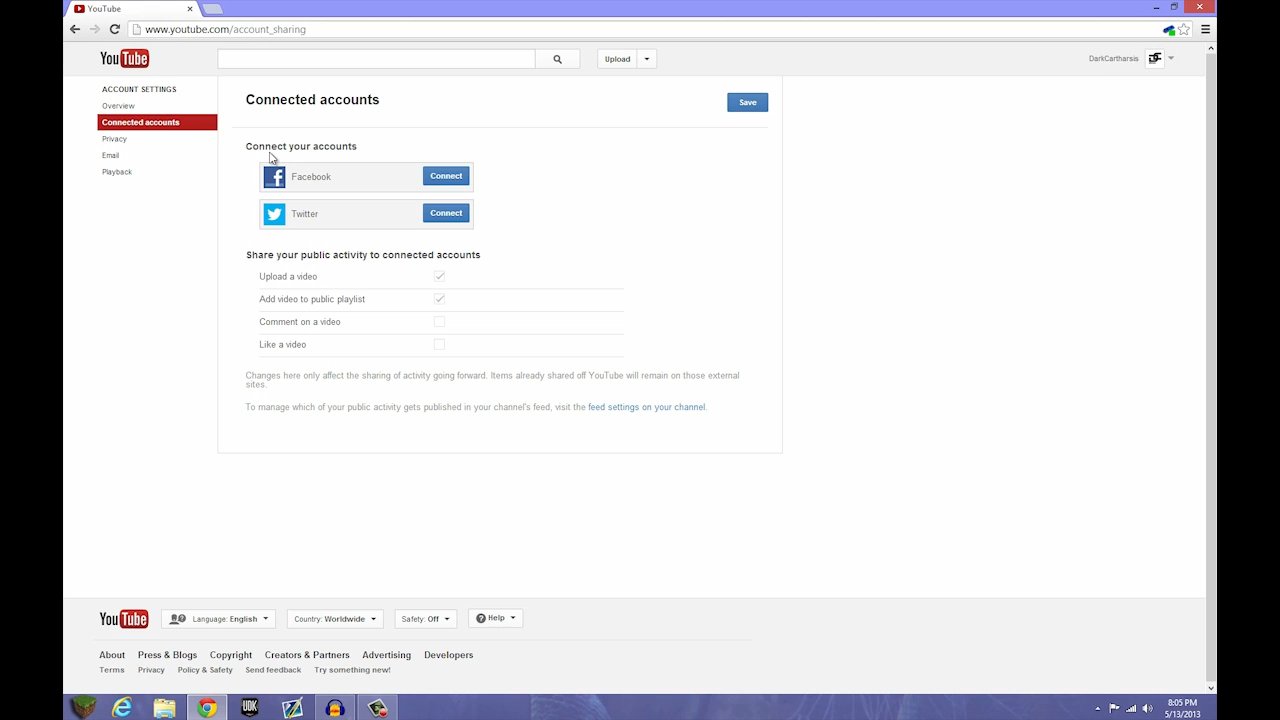 YouTube
www.youtube.com/account_sharing
YouTube
Upload
DarkCartharsis
ACCOUNT SETTINGS
Overview
Connected accounts
Privacy
Email
Playback
Connected accounts
Save
Connect your accounts
Facebook
Connect
Twitter
Connect
Share your public activity to connected accounts
Upload a video
Add video to public playlist
Comment on a video
Like a video
Changes here only affect the sharing of activity going forward. Items already shared off YouTube will remain on those external
sites.
To manage which of your public activity gets published in your channel's feed, visit the feed settings on your channel.
YouTube
Language: English
Country: Worldwide
Safety: Off
Help
About Press & Blogs Copyright Creators & Partners Advertising Developers
Terms Privacy Policy & Safety Send feedback Try something new!
UDK
8:05 PM
5/13/2013